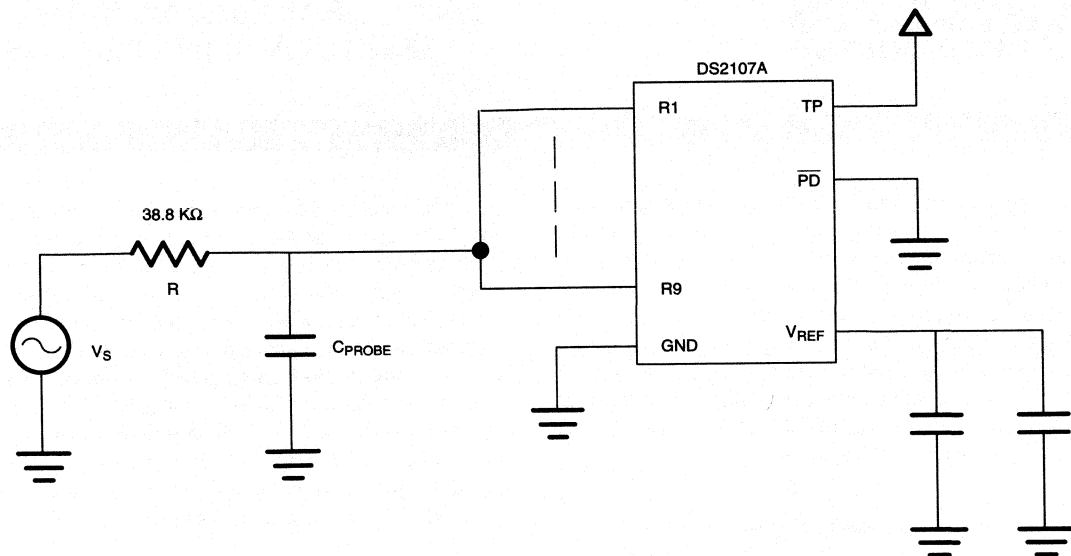 DS2107A
R1
TP
PD
38.8 KΩ
R
R9
VS
CPROBE
GND
VREF